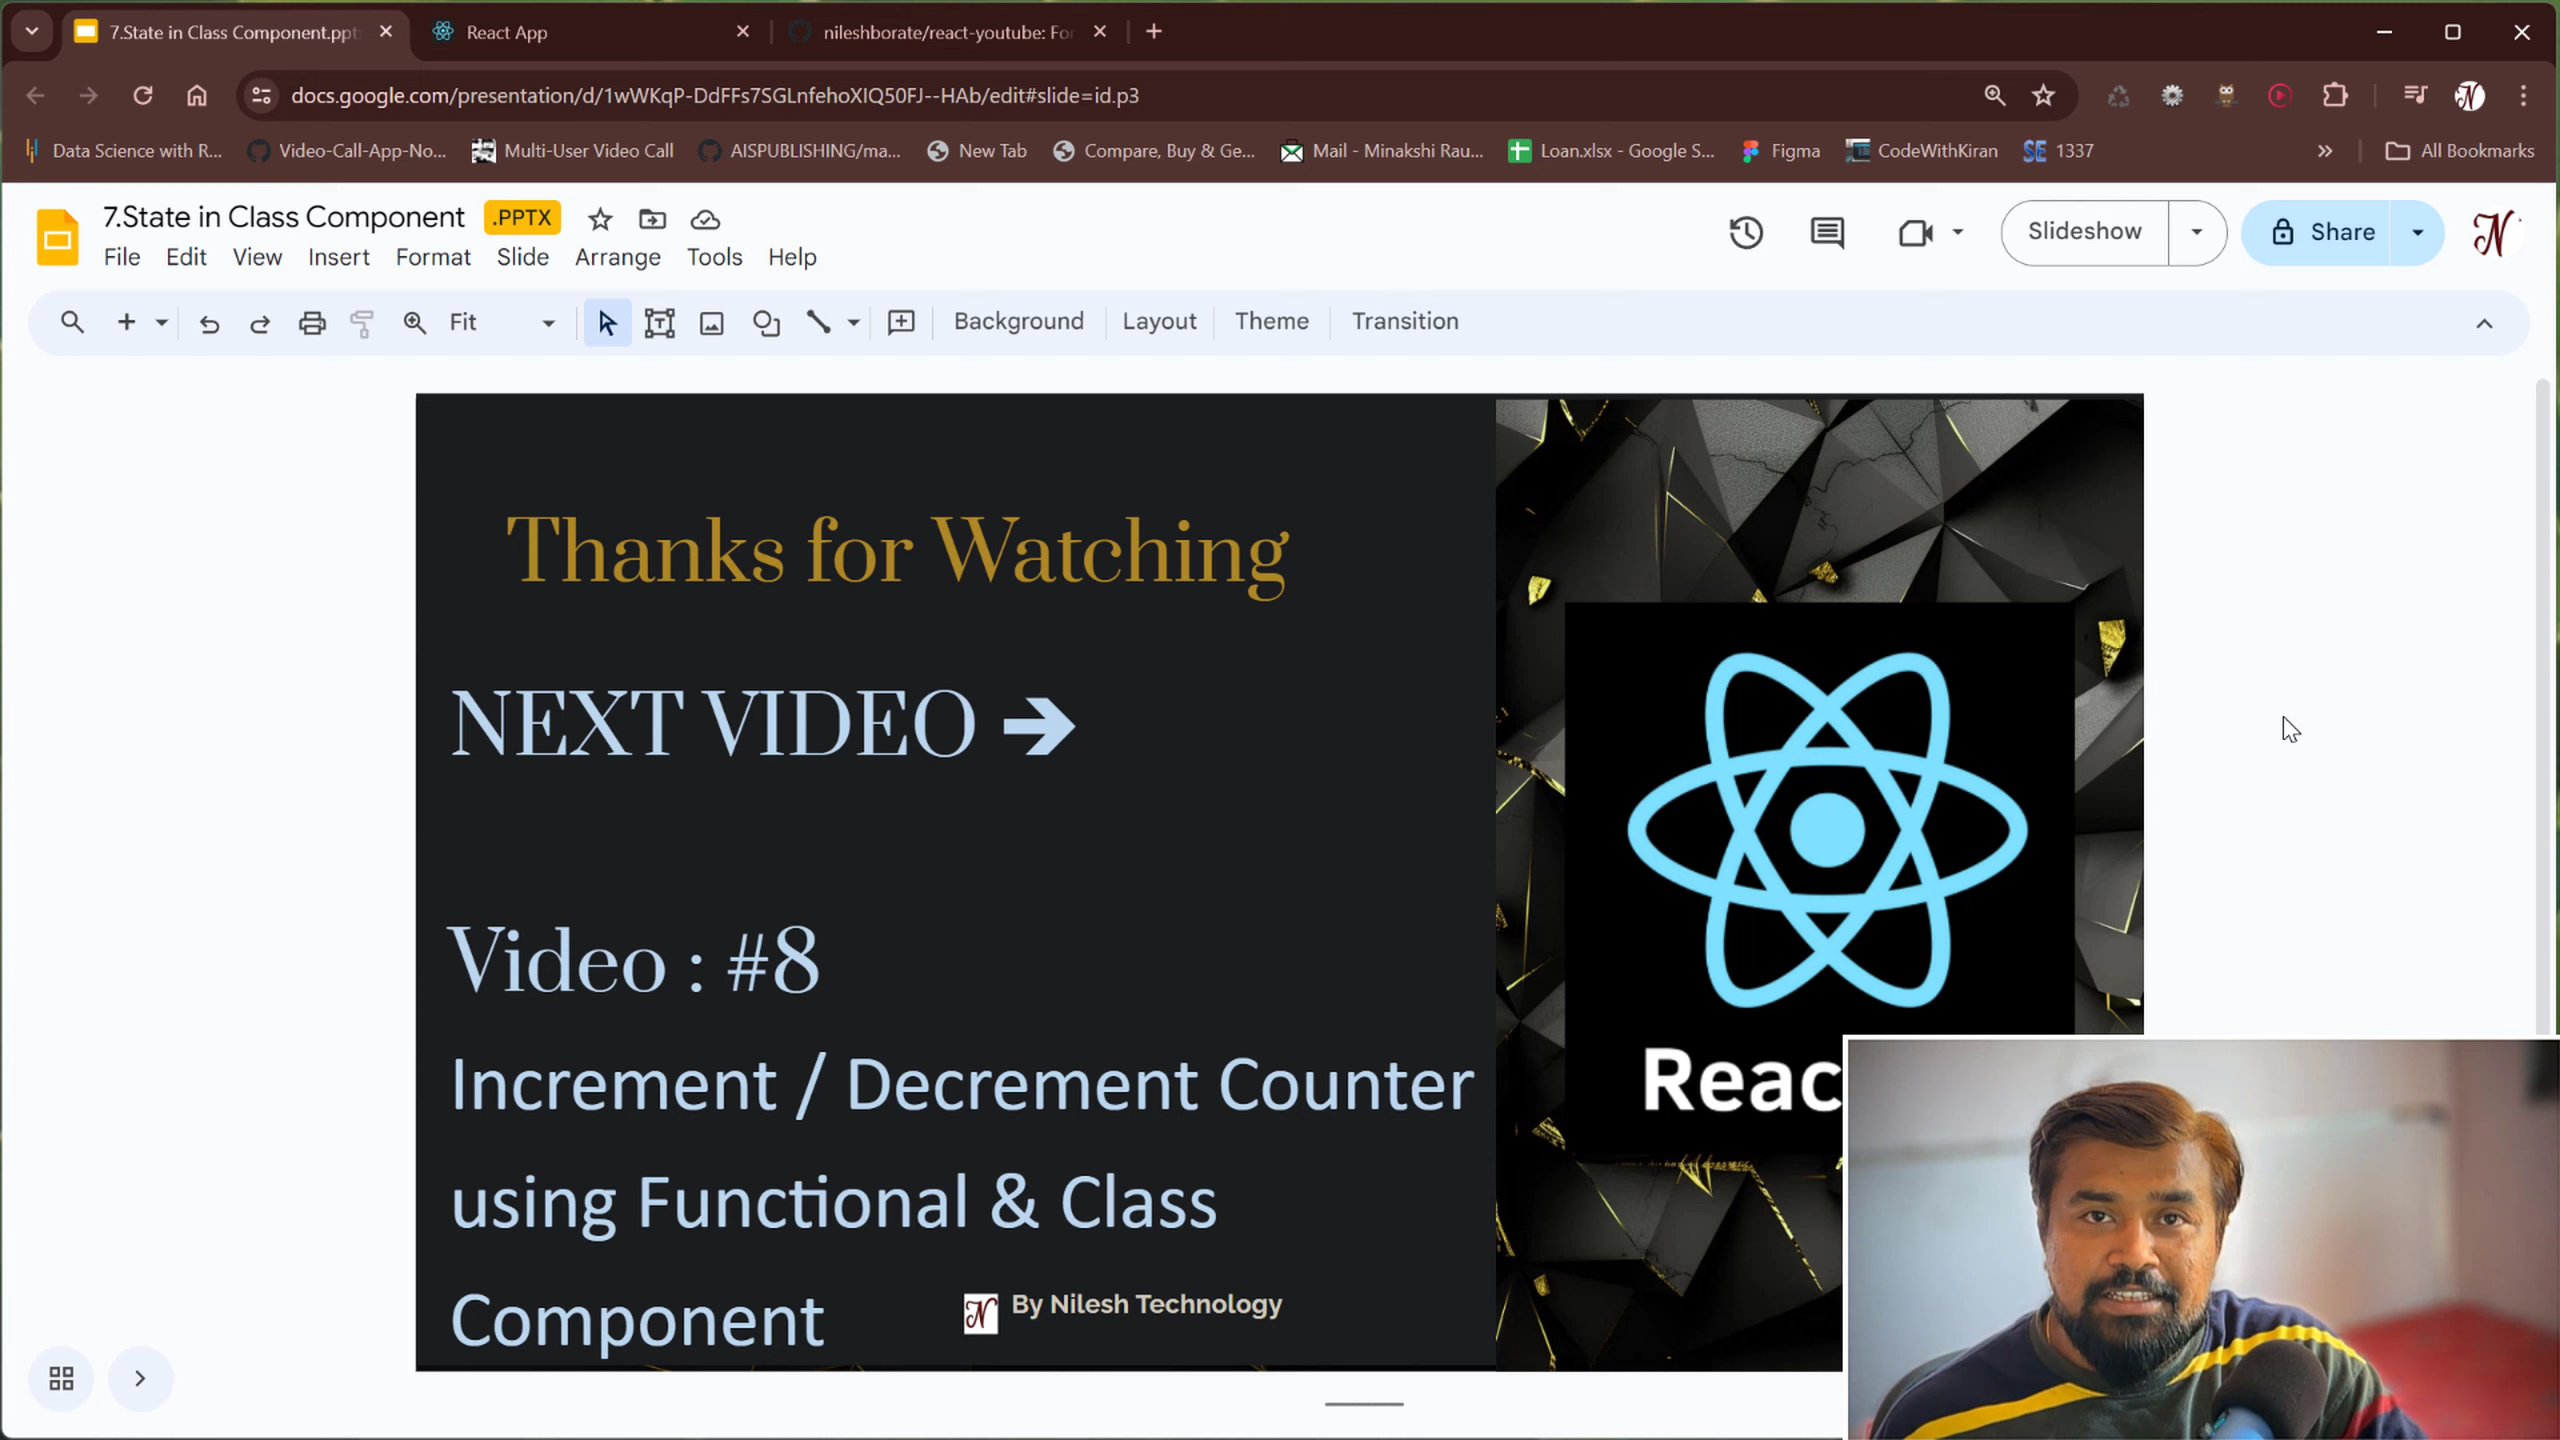 7.State in Class Component.ppt
React App
nileshborate/react-youtube: Fo
docs.google.com/presentation/d/1wWKqP-DdFFs7SGLnfehoXIQ50FJ--HAb/edit#slide=id.p3
Data Science with R...
Video-Call-App-No...
Multi-User Video Call
AISPUBLISHING/ma...
New Tab
Compare, Buy & Ge...
Mail - Minakshi Rau...
Loan.xlsx - Google S...
Figma
CodeWithKiran
SE 1337
All Bookmarks
7.State in Class Component .PPTX
Slideshow
Share
File Edit View Insert Format Slide Arrange Tools Help
Fit
Background
Layout
Theme
Transition
Thanks for Watching
NEXT VIDEO ➔
Video : #8
Increment / Decrement Counter
using Functional & Class
Component
N By Nilesh Technology
Reac